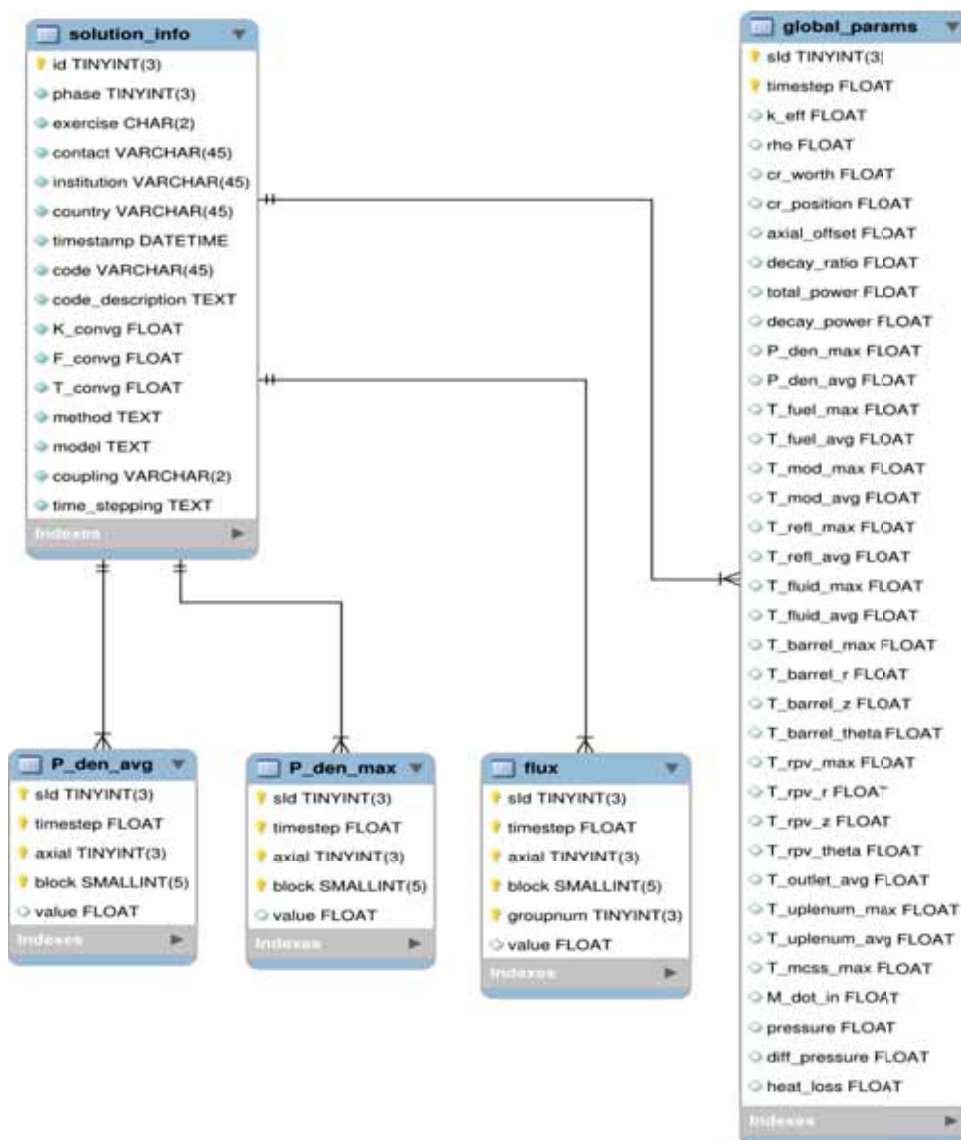 solution_info
id TINYINT(3)
phase TINYINT(3)
exercise CHAR(2)
contact VARCHAR(45)
institution VARCHAR(45)
country VARCHAR(45)
timestamp DATETIME
code VARCHAR(45)
code_description TEXT
K_convg FLOAT
F_convg FLOAT
T_convg FLOAT
method TEXT
model TEXT
coupling VARCHAR(2)
time_stepping TEXT
Indexes
global_params
sId TINYINT(3)
timestep FLOAT
k_eff FLOAT
rho FLOAT
cr_worth FLOAT
cr_position FLOAT
axial_offset FLOAT
decay_ratio FLOAT
total_power FLOAT
decay_power FLOAT
P_den_max FLOAT
P_den_avg FLOAT
T_fuel_max FLOAT
T_fuel_avg FLOAT
T_mod_max FLOAT
T_mod_avg FLOAT
T_refl_max FLOAT
T_refl_avg FLOAT
T_fluid_max FLOAT
T_fluid_avg FLOAT
T_barrel_max FLOAT
T_barrel_r FLOAT
T_barrel_z FLOAT
T_barrel_theta FLOAT
T_rpv_max FLOAT
T_rpv_r FLOAT
T_rpv_z FLOAT
T_rpv_theta FLOAT
T_outlet_avg FLOAT
T_uplenum_max FLOAT
T_uplenum_avg FLOAT
T_mcss_max FLOAT
M_dot_in FLOAT
pressure FLOAT
diff_pressure FLOAT
heat_loss FLOAT
Indexes
P_den_avg
sId TINYINT(3)
timestep FLOAT
axial TINYINT(3)
block SMALLINT(5)
value FLOAT
Indexes
P_den_max
sId TINYINT(3)
timestep FLOAT
axial TINYINT(3)
block SMALLINT(5)
value FLOAT
Indexes
flux
sId TINYINT(3)
timestep FLOAT
axial TINYINT(3)
block SMALLINT(5)
groupnum TINYINT(3)
value FLOAT
Indexes